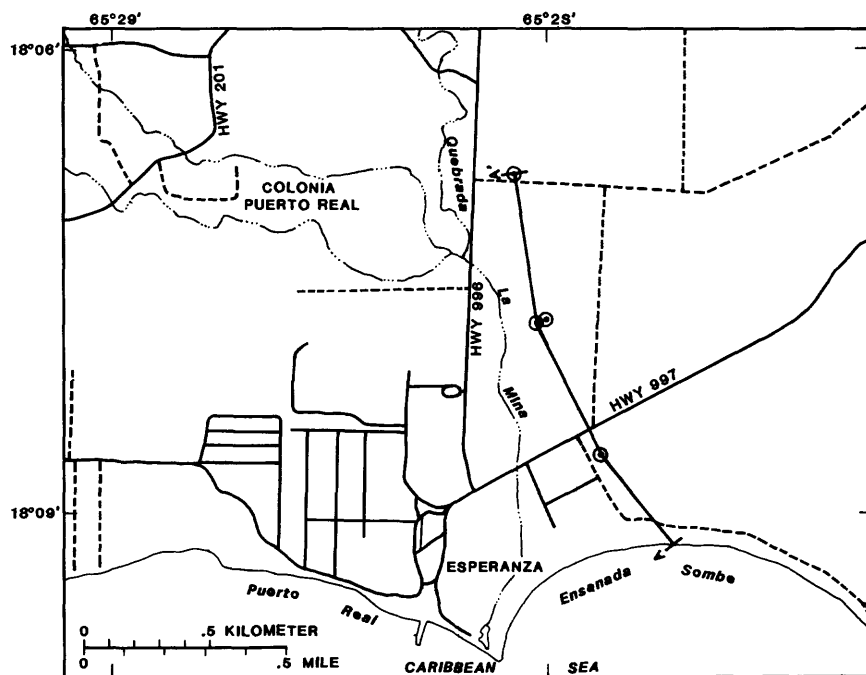 65°29'
65°28'
18°06'
HWY 201
Quebrada
A'
COLONIA
PUERTO REAL
HWY 996
La
Mina
HWY 997
18°09'
ESPERANZA
Ensenada
Sombe
Puerto
Real
0 .5 KILOMETER
0 .5 MILE
CARIBBEAN SEA
A